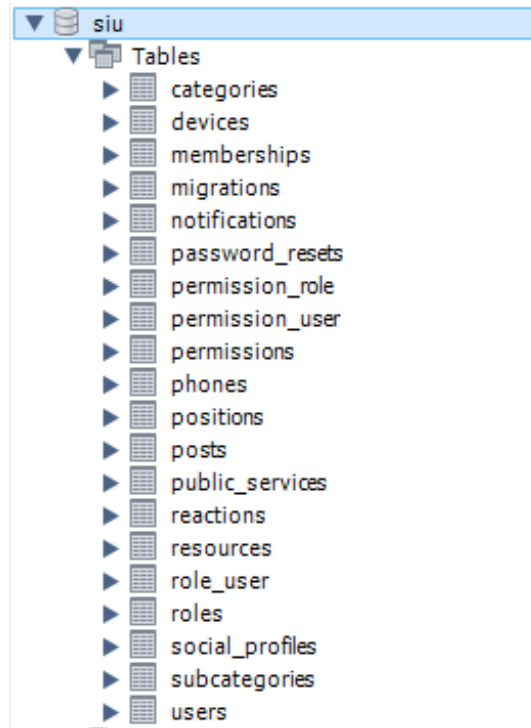 siu
Tables
categories
devices
memberships
migrations
notifications
password_resets
permission_role
permission_user
permissions
phones
positions
posts
public_services
reactions
resources
role_user
roles
social_profiles
subcategories
users